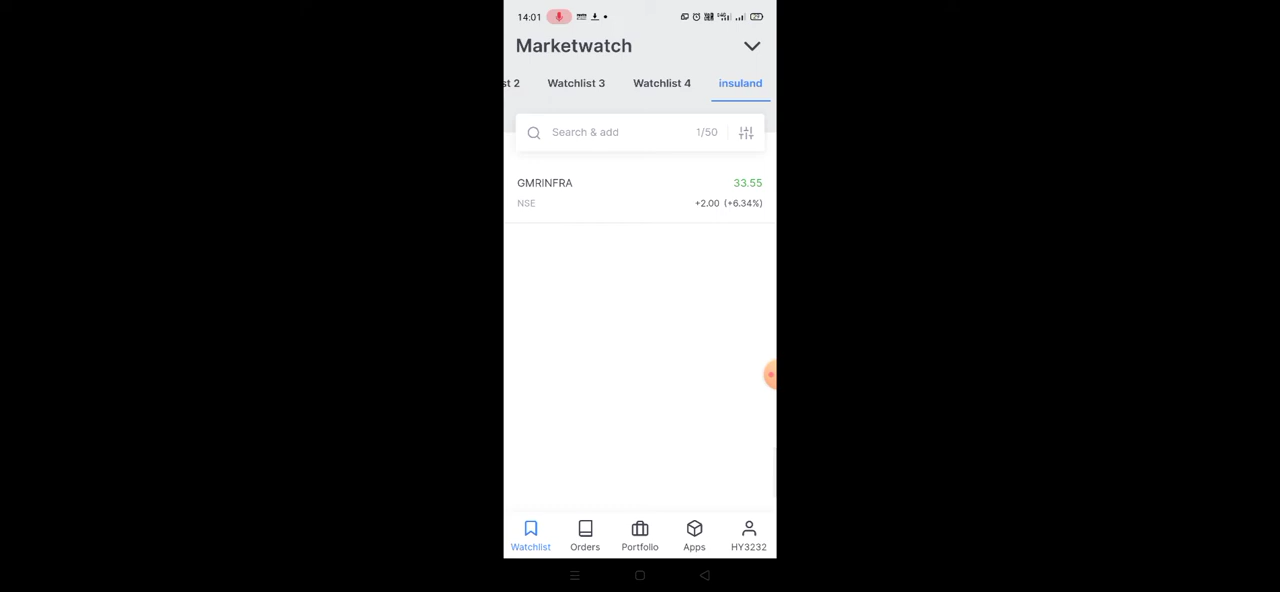 14:01
Marketwatch
st 2 Watchlist 3 Watchlist 4 insuland
Search & add 1/50
GMRINFRA 33.55
NSE +2.00 (+6.34%)
Watchlist Orders Portfolio Apps HY3232